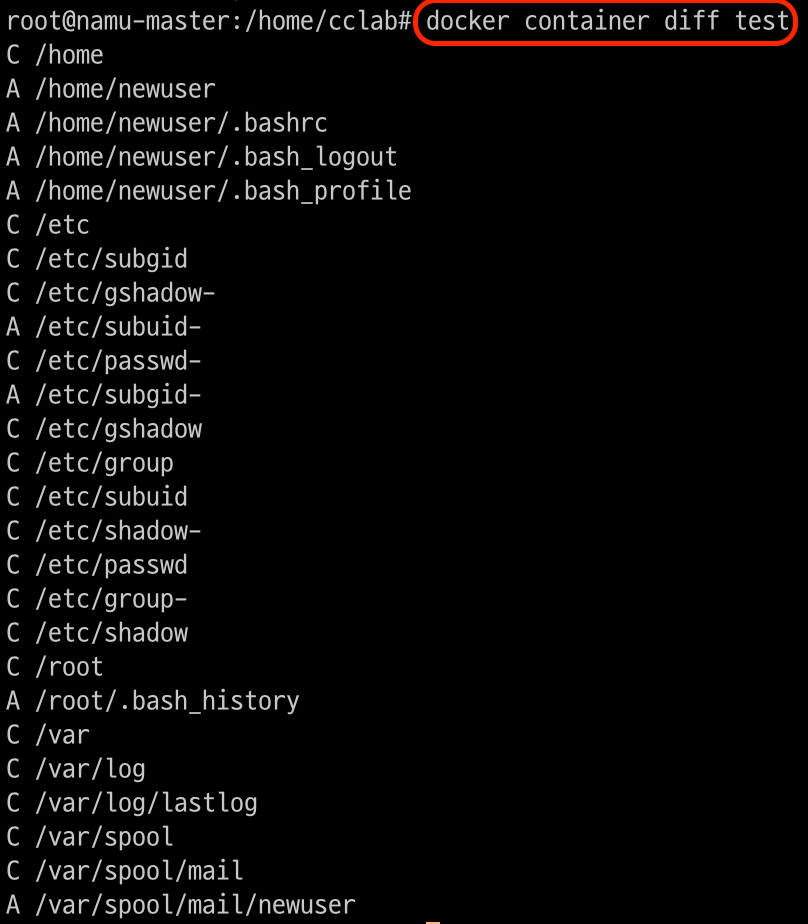 root@namu-master:/home/cclab# docker container diff test
C /home
A /home/newuser
A /home/newuser/.bashrc
A /home/newuser/.bash_logout
A /home/newuser/.bash_profile
C /etc
C /etc/subgid
C /etc/gshadow-
A /etc/subuid-
C /etc/passwd-
A /etc/subgid-
C /etc/gshadow
C /etc/group
C /etc/subuid
C /etc/shadow-
C /etc/passwd
C /etc/group-
C /etc/shadow
C /root
A /root/.bash_history
C /var
C /var/log
C /var/log/lastlog
C /var/spool
C /var/spool/mail
A /var/spool/mail/newuser